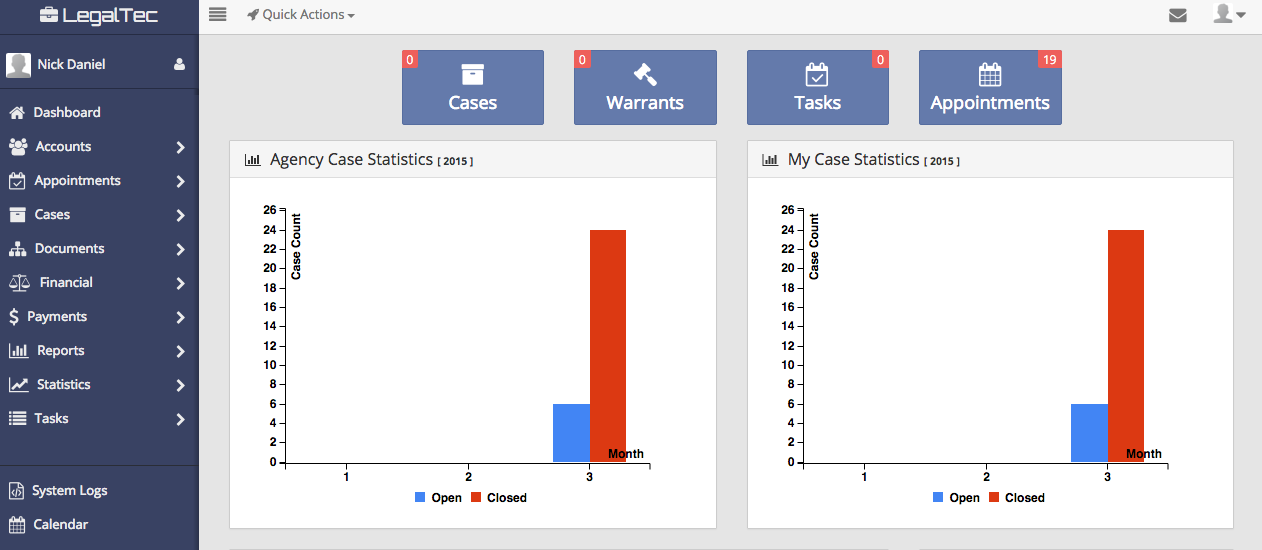 LegalTec
Quick Actions
Nick Daniel
Dashboard
Accounts
Appointments
Cases
Documents
Financial
Payments
Reports
Statistics
Tasks
System Logs
Calendar
0
Cases
0
Warrants
0
Tasks
19
Appointments
Agency Case Statistics [ 2015 ]
26
24
22
20
18
16
14
12
10
8
6
4
2
0
Case Count
Month
1 2 3
Open Closed
My Case Statistics [ 2015 ]
26
24
22
20
18
16
14
12
10
8
6
4
2
0
Case Count
Month
1 2 3
Open Closed